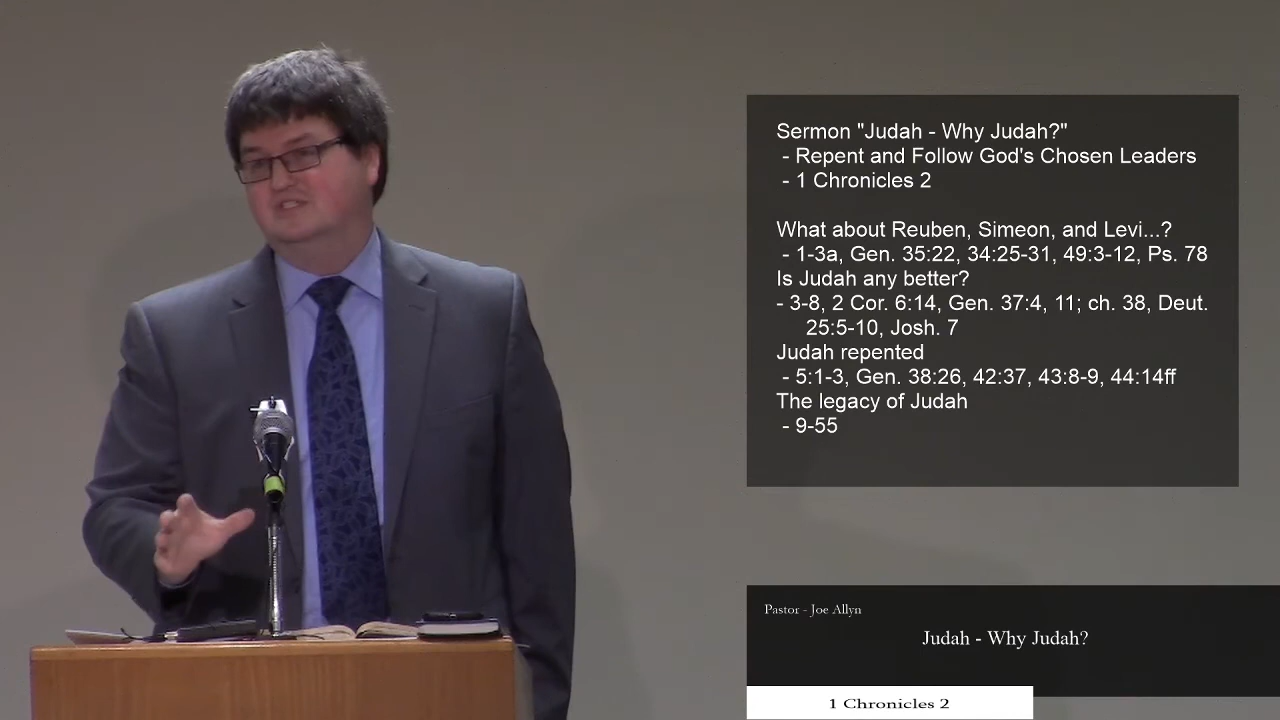 Sermon "Judah - Why Judah?"
- Repent and Follow God's Chosen Leaders
- 1 Chronicles 2
What about Reuben, Simeon, and Levi...?
- 1-3a, Gen. 35:22, 34:25-31, 49:3-12, Ps. 78
Is Judah any better?
- 3-8, 2 Cor. 6:14, Gen. 37:4, 11; ch. 38, Deut.
25:5-10, Josh. 7
Judah repented
- 5:1-3, Gen. 38:26, 42:37, 43:8-9, 44:14ff
The legacy of Judah
- 9-55
Pastor - Joe Allyn
Judah - Why Judah?
1 Chronicles 2